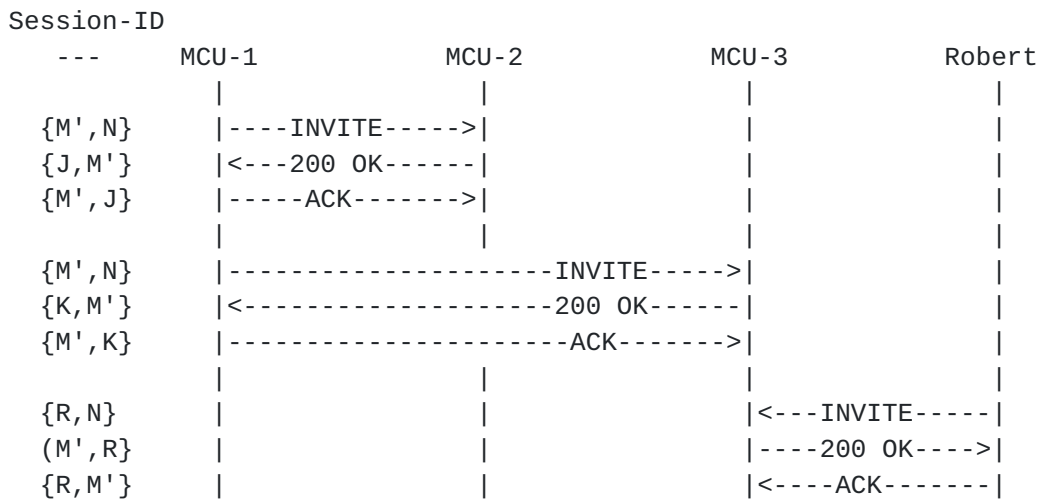 Session-ID
   ---     MCU-1            MCU-2            MCU-3          Robert
             |                |                |               |
  {M',N}     |----INVITE----->|                |               |
  {J,M'}     |<---200 OK------|                |               |
  {M',J}     |-----ACK------->|                |               |
             |                |                |               |
  {M',N}     |---------------------INVITE----->|               |
  {K,M'}     |<--------------------200 OK------|               |
  {M',K}     |----------------------ACK------->|               |
             |                |                |               |
  {R,N}      |                |                |<---INVITE-----|
  (M',R}     |                |                |----200 OK---->|
  {R,M'}     |                |                |<----ACK-------|